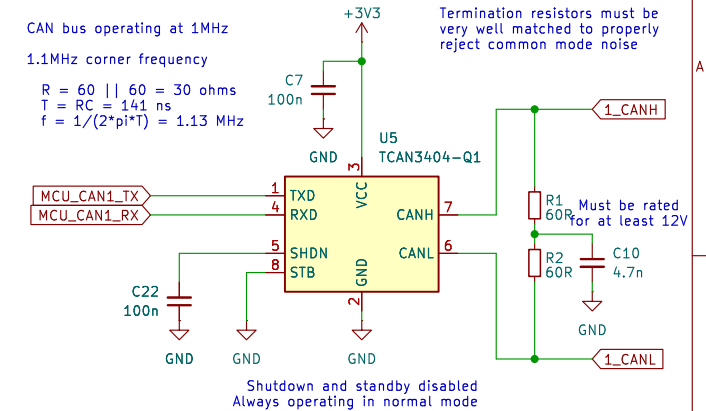 CAN bus operating at 1MHz
1.1MHz corner frequency
R = 60 || 60 = 30 ohms
T = RC = 141 ns
f = 1/(2*pi*T) = 1.13 MHz
+3V3
Termination resistors must be
very well matched to properly
reject common mode noise
A
C7
100n
GND
U5
TCAN3404-Q1
3
VCC
1_CANH
MCU_CAN1_TX
1
TXD
MCU_CAN1_RX
4
RXD
CANH
7
R1
60R
Must be rated
for at least 12V
5
SHDN
CANL
6
8
STB
GND
2
R2
60R
C10
4.7n
GND
C22
100n
GND
GND
GND
1_CANL
Shutdown and standby disabled
Always operating in normal mode